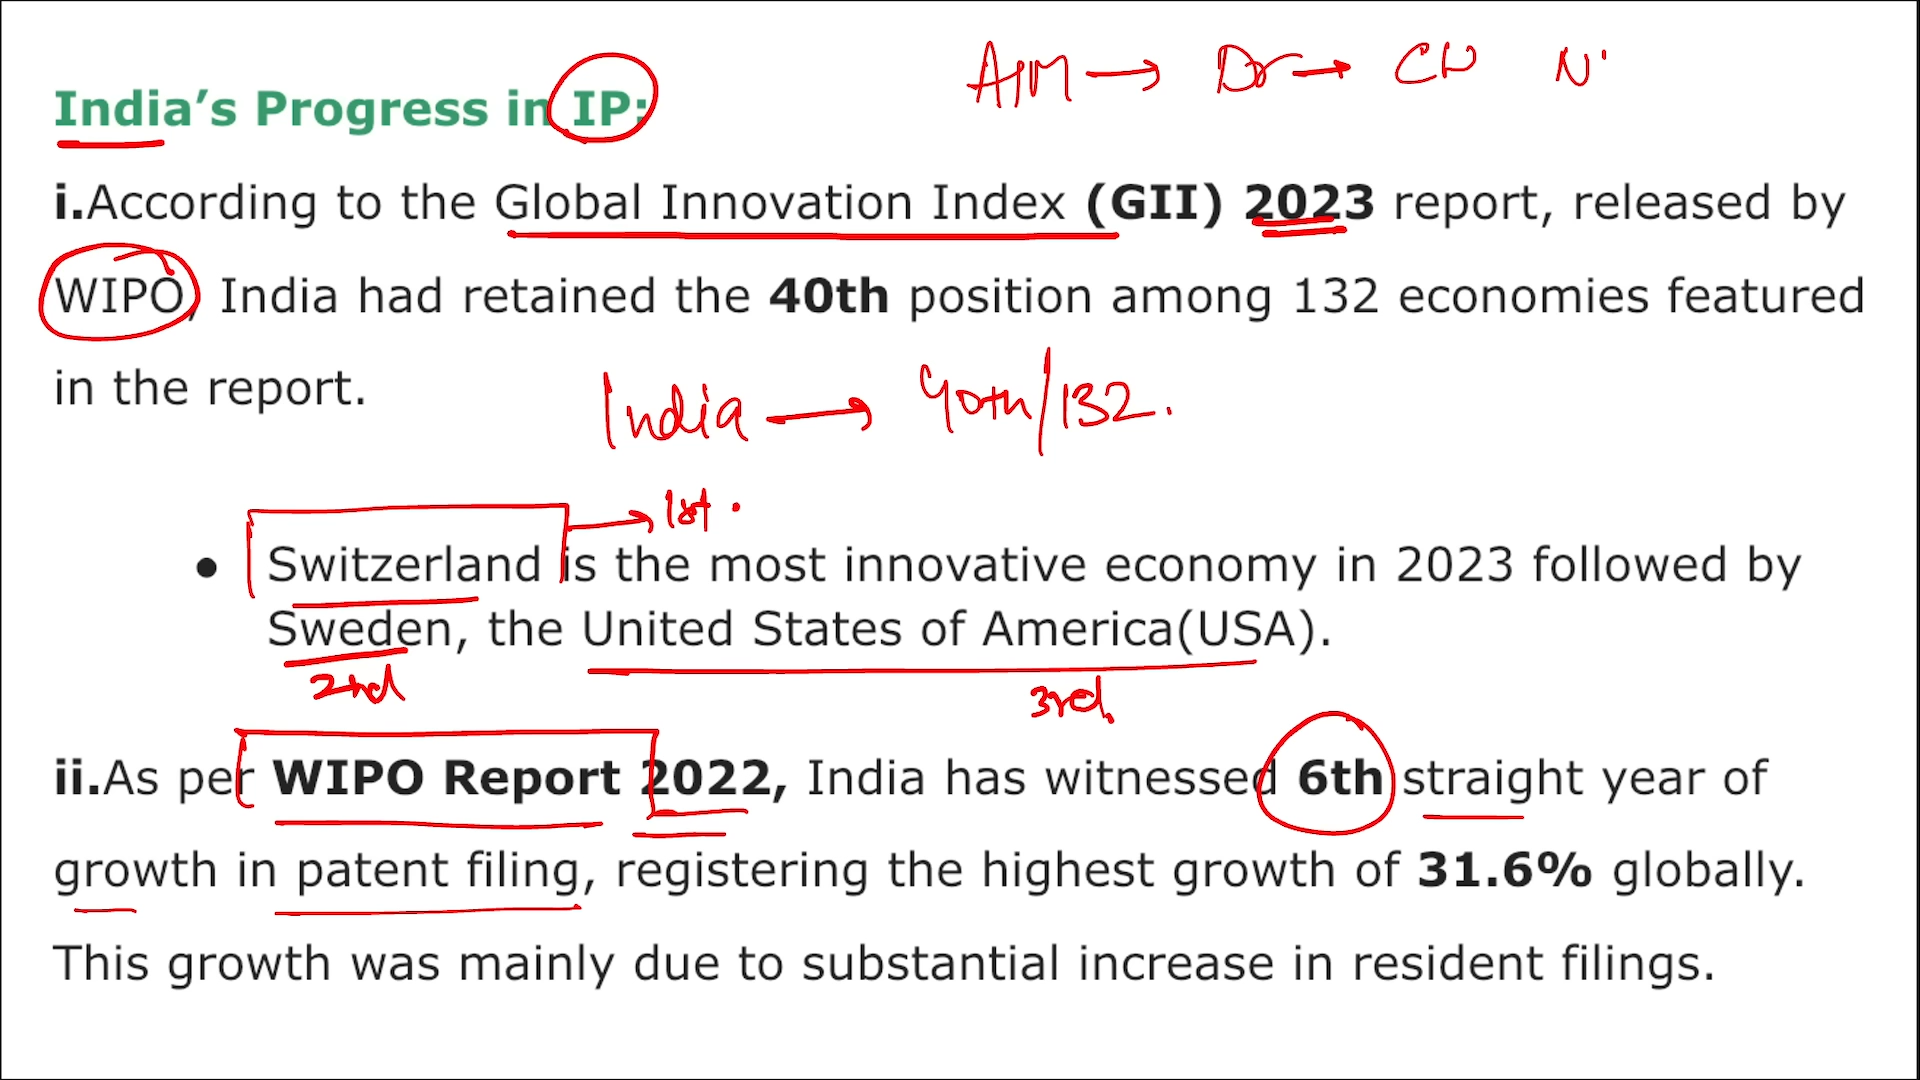 AIM → Dr → Ch N
India's Progress in IP:
i.According to the Global Innovation Index (GII) 2023 report, released by
WIPO, India had retained the 40th position among 132 economies featured
in the report.
India → 40th/132.
→ 1st.
• Switzerland is the most innovative economy in 2023 followed by
Sweden, the United States of America(USA).
2nd
3rd
ii.As per WIPO Report 2022, India has witnessed 6th straight year of
growth in patent filing, registering the highest growth of 31.6% globally.
This growth was mainly due to substantial increase in resident filings.